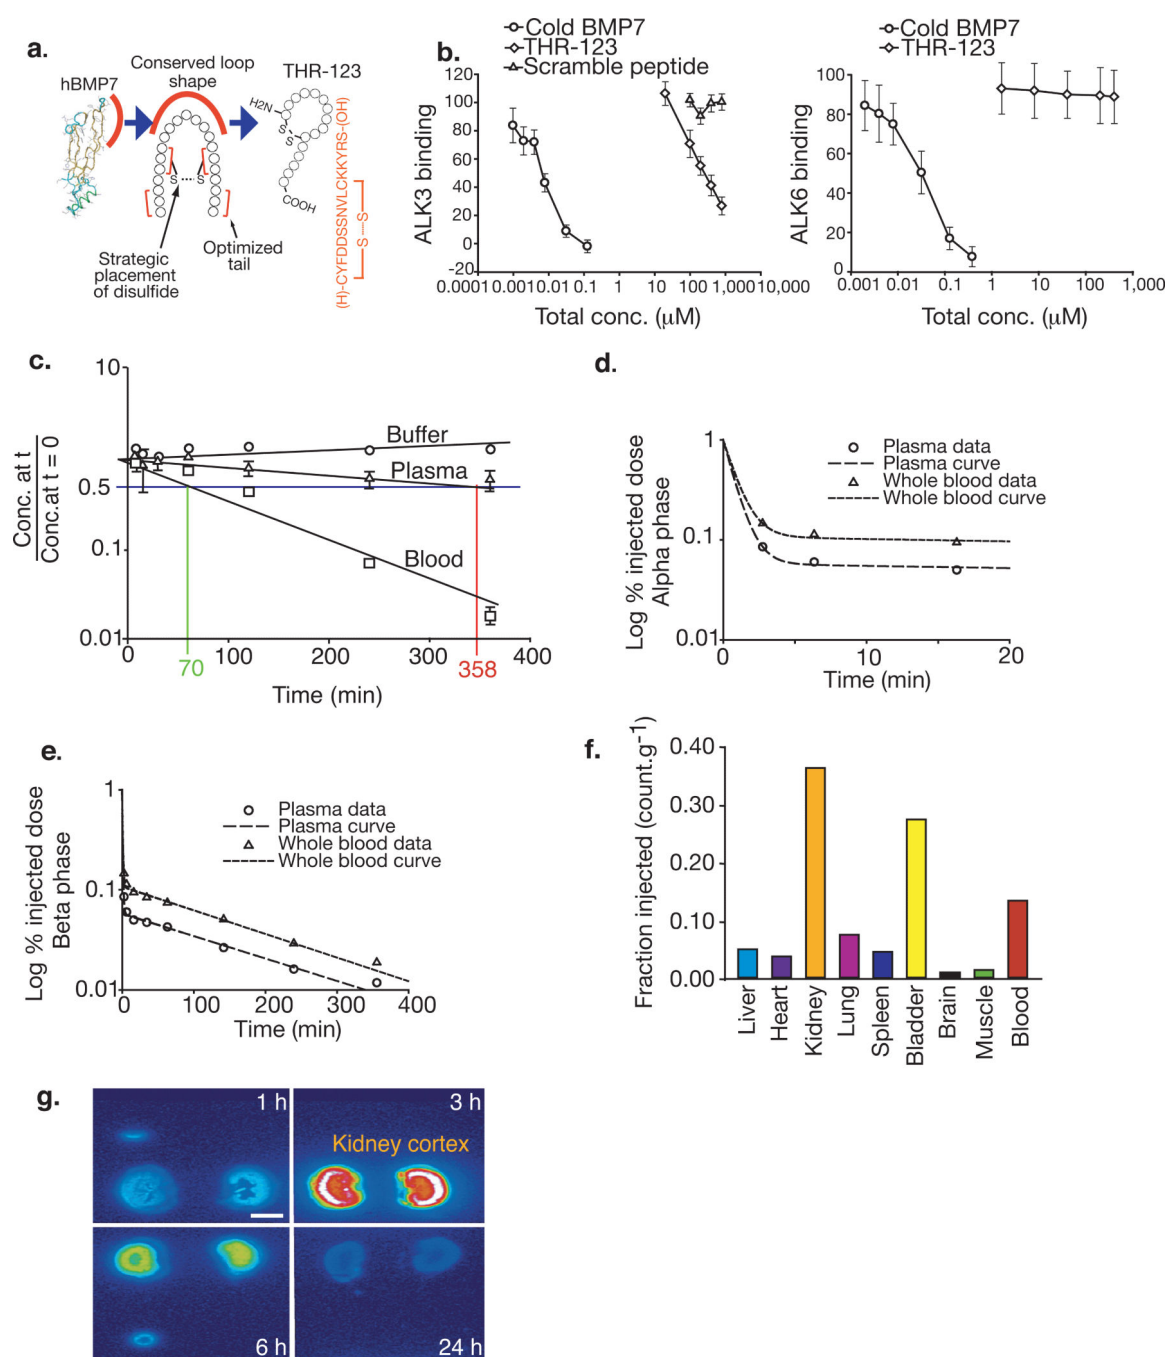 a.
hBMP7
Conserved loop
shape
THR-123
H2N
S
S
S
S
COOH
Strategic
placement
of disulfide
Optimized
tail
(H)-CYFDDSSNVLCKKYRS-(OH)
S
S
b.
Cold BMP7
THR-123
Scramble peptide
ALK3 binding
120
100
80
60
40
20
0
-20
0.0001
0.001
0.01
0.1
1
10
100
1,000
10,000
Total conc. (μM)
Cold BMP7
THR-123
ALK6 binding
100
80
60
40
20
0
0.001
0.01
0.1
1
10
100
1,000
Total conc. (μM)
c.
Conc. at t
Conc.at t = 0
10
0.5
0.1
0.01
Buffer
Plasma
Blood
0
100
200
300
400
70
358
Time (min)
d.
Log % injected dose
Alpha phase
1
0.1
0.01
Plasma data
Plasma curve
Whole blood data
Whole blood curve
0
5
10
15
20
Time (min)
e.
Log % injected dose
Beta phase
1
0.1
0.01
Plasma data
Plasma curve
Whole blood data
Whole blood curve
0
100
200
300
400
Time (min)
f.
Fraction injected (count.g-1)
0.40
0.30
0.20
0.10
0.00
Liver
Heart
Kidney
Lung
Spleen
Bladder
Brain
Muscle
Blood
g.
1 h
3 h
Kidney cortex
6 h
24 h